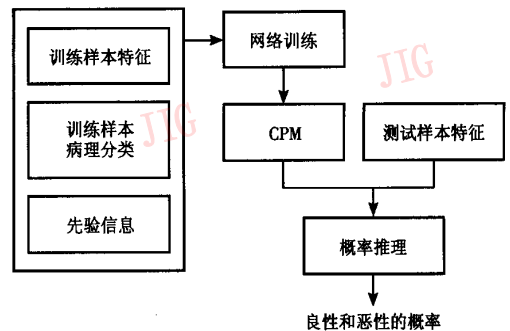 训练样本特征
训练样本
病理分类
先验信息
网络训练
CPM
测试样本特征
概率推理
良性和恶性的概率
JIG
JIG